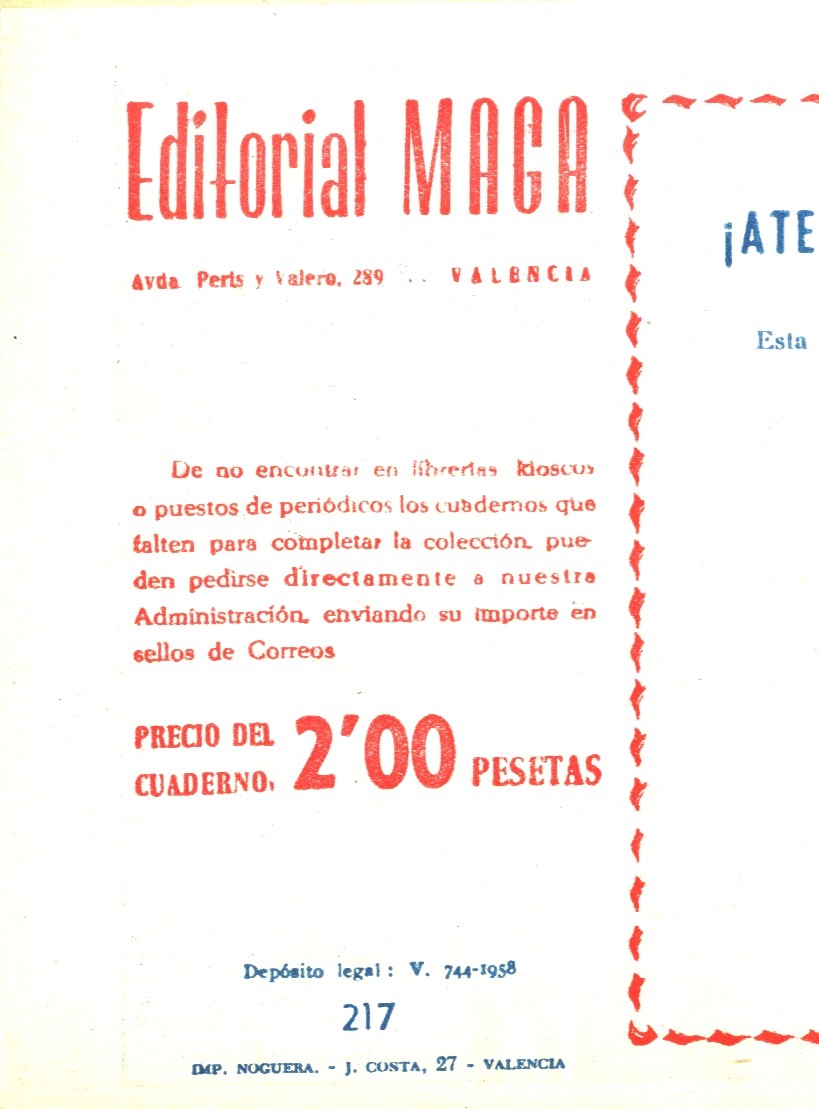 Editorial MAGA
Avda. Peris y Valero, 289 .. VALENCIA
De no encontrar en librerías, kioscos
o puestos de periódicos los cuadernos que
falten para completar la colección, pue-
den pedirse directamente a nuestra
Administración, enviando su importe en
sellos de Correos
PRECIO DEL
CUADERNO, 2'00 PESETAS
Depósito legal: V. 744-1958
217
IMP. NOGUERA. - J. COSTA, 27 - VALENCIA
¡ATE
Esta